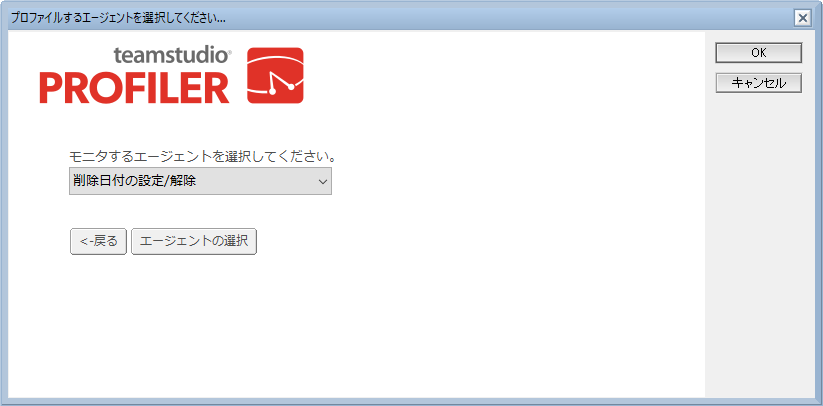 プロファイルするエージェントを選択してください...
teamstudio®
PROFILER
OK
キャンセル
モニタするエージェントを選択してください。
削除日付の設定/解除
<-戻る
エージェントの選択